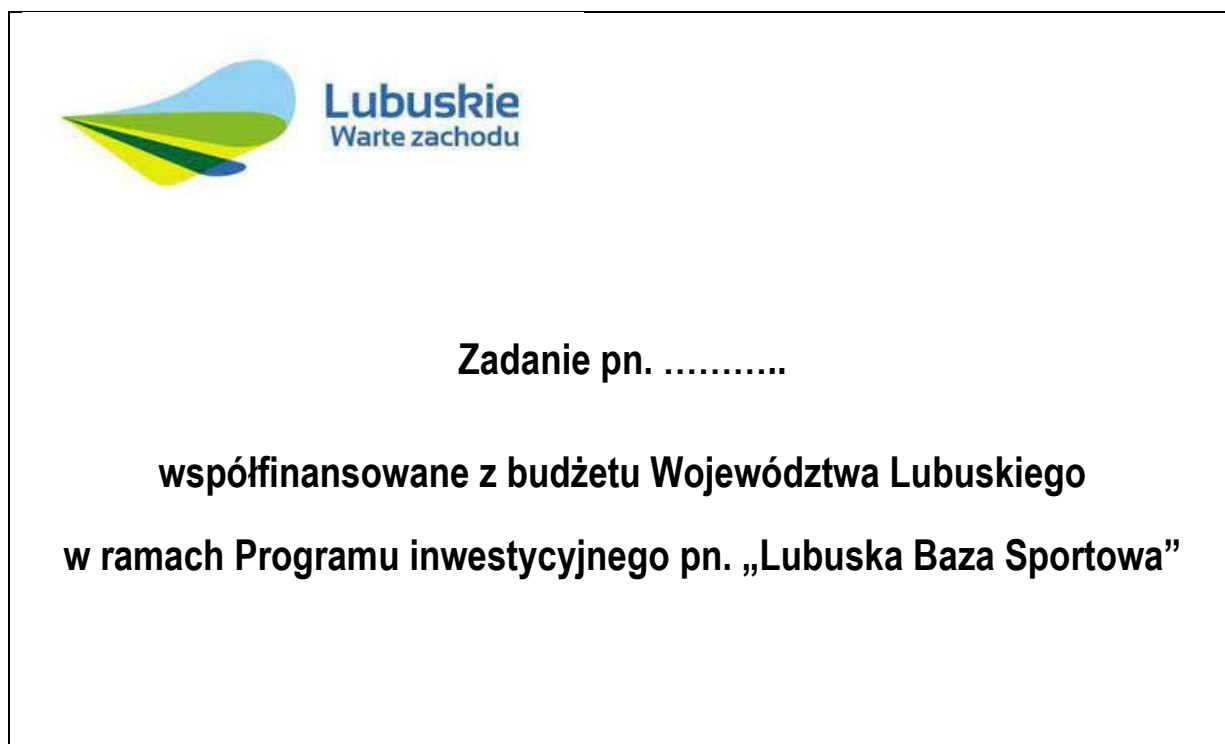 Lubuskie
Warte zachodu
Zadanie pn. ………..
współfinansowane z budżetu Województwa Lubuskiego
w ramach Programu inwestycyjnego pn. „Lubuska Baza Sportowa”